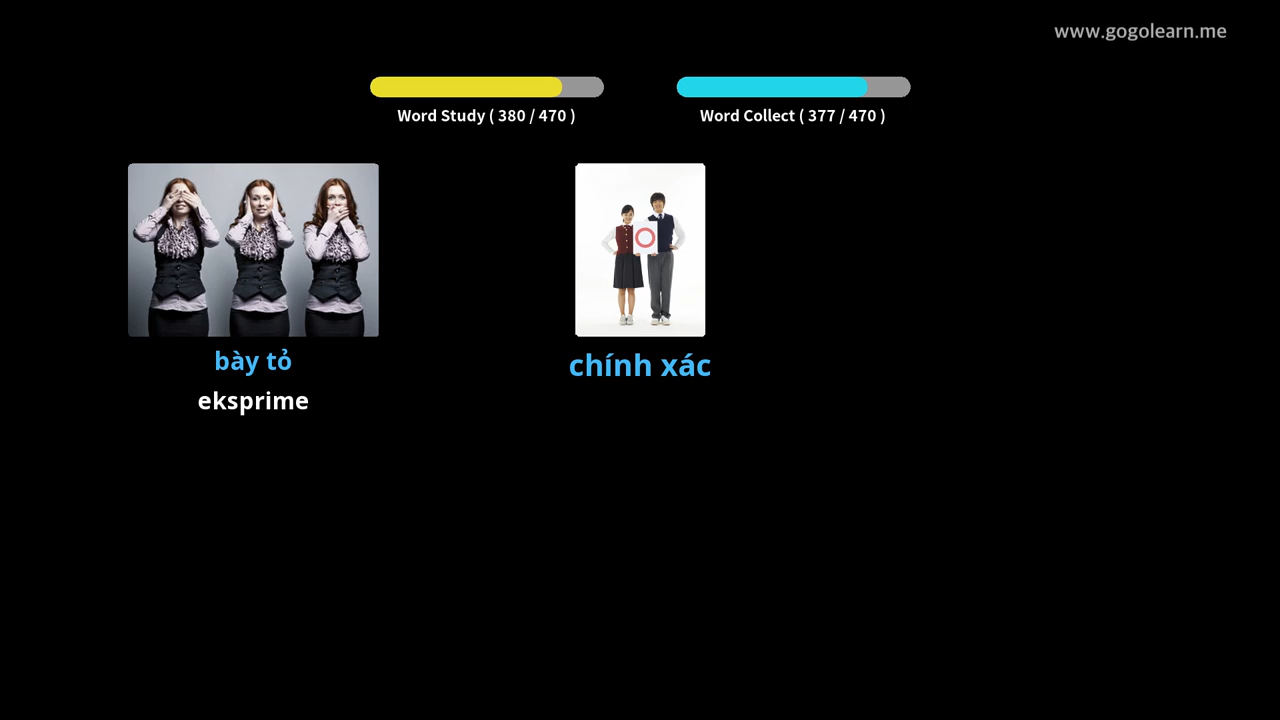 www.gogolearn.me
Word Study ( 380 / 470 )
Word Collect ( 377 / 470 )
bày tỏ
eksprime
chính xác